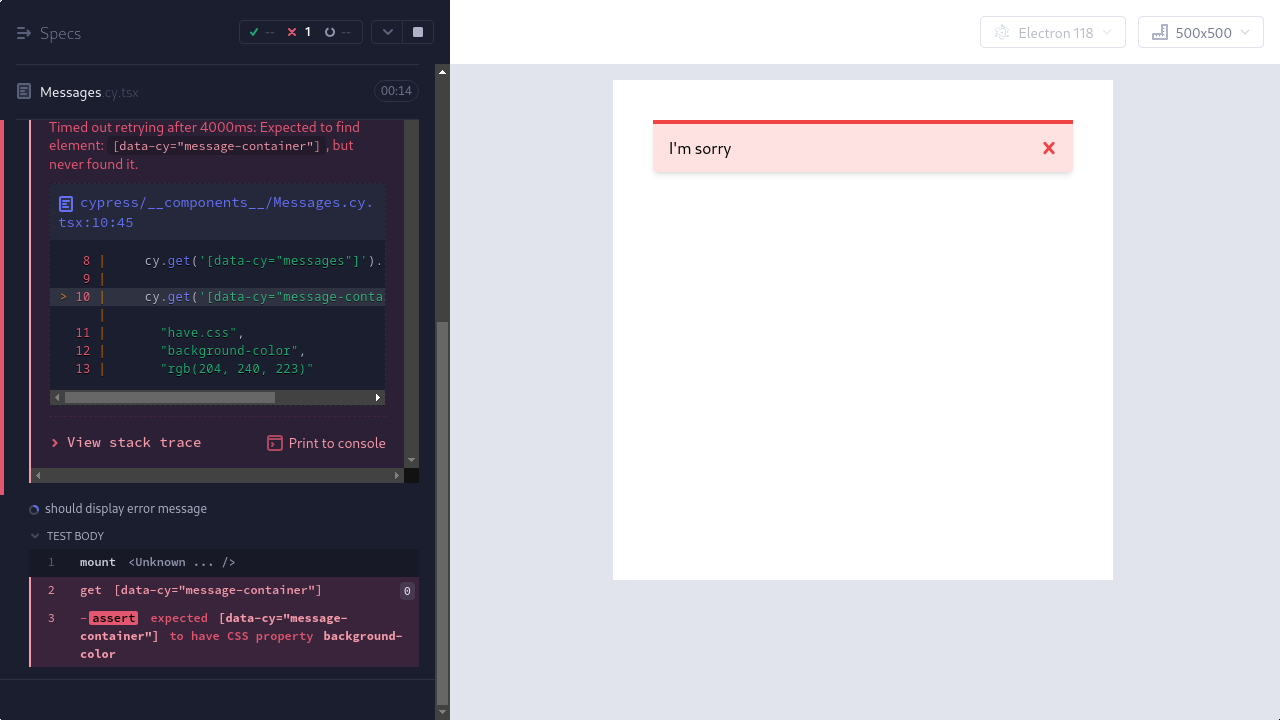 Specs
--
1
--
Electron 118
500x500
Messages.cy.tsx
00:14
Timed out retrying after 4000ms: Expected to find
element: [data-cy="message-container"], but
never found it.
cypress/__components__/Messages.cy.
tsx:10:45
8 | cy.get('[data-cy="messages"]').
9 |
> 10 | cy.get('[data-cy="message-conta
|
11 | "have.css",
12 | "background-color",
13 | "rgb(204, 240, 223)"
View stack trace
Print to console
should display error message
TEST BODY
1 mount <Unknown ... />
2 get [data-cy="message-container"] 0
3 -assert expected [data-cy="message-
container"] to have CSS property background-
color
I'm sorry